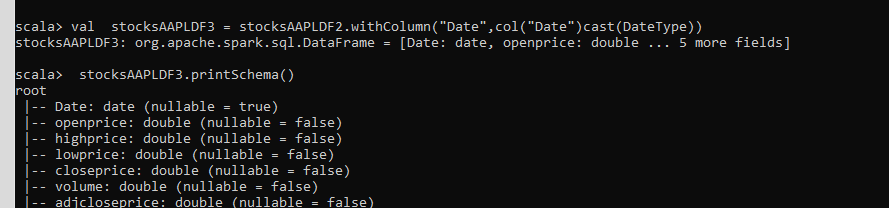 scala> val  stocksAAPLDF3 = stocksAAPLDF2.withColumn("Date",col("Date")cast(DateType))
stocksAAPLDF3: org.apache.spark.sql.DataFrame = [Date: date, openprice: double ... 5 more fields]
scala>  stocksAAPLDF3.printSchema()
root
 |-- Date: date (nullable = true)
 |-- openprice: double (nullable = false)
 |-- highprice: double (nullable = false)
 |-- lowprice: double (nullable = false)
 |-- closeprice: double (nullable = false)
 |-- volume: double (nullable = false)
 |-- adjcloseprice: double (nullable = false)